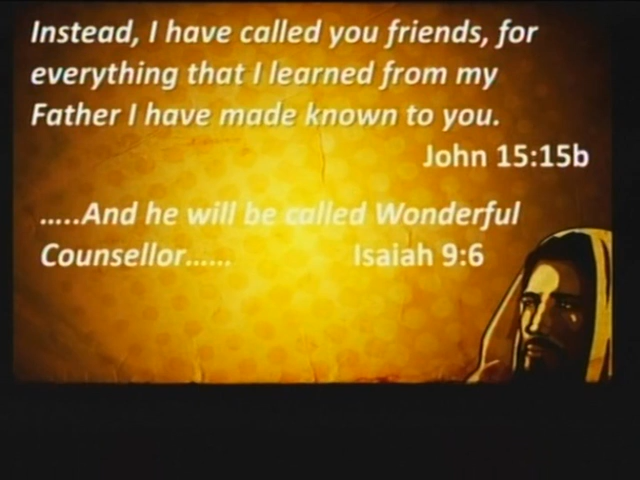 Instead, I have called you friends, for
everything that I learned from my
Father I have made known to you.
John 15:15b
.....And he will be called Wonderful
Counsellor...... Isaiah 9:6